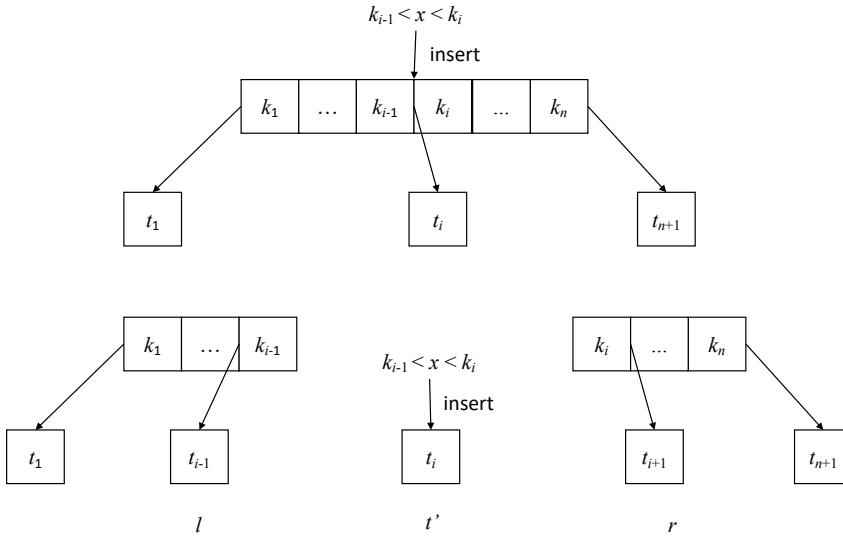 k_{i-1} < x < k_i
insert
k_1 … k_{i-1} k_i ... k_n
t_1 t_i t_{n+1}
k_1 … k_{i-1} k_i ... k_n
k_{i-1} < x < k_i
insert
t_1 t_{i-1} t_i t_{i+1} t_{n+1}
l t' r